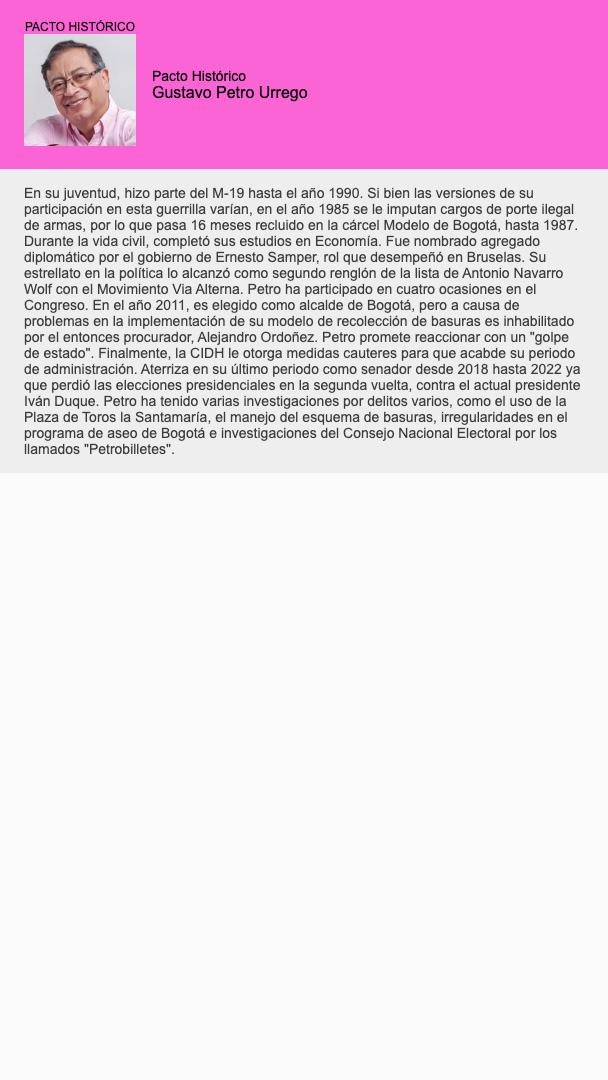 PACTO HISTÓRICO
Pacto Histórico
Gustavo Petro Urrego
En su juventud, hizo parte del M-19 hasta el año 1990. Si bien las versiones de su
participación en esta guerrilla varían, en el año 1985 se le imputan cargos de porte ilegal
de armas, por lo que pasa 16 meses recluido en la cárcel Modelo de Bogotá, hasta 1987.
Durante la vida civil, completó sus estudios en Economía. Fue nombrado agregado
diplomático por el gobierno de Ernesto Samper, rol que desempeñó en Bruselas. Su
estrellato en la política lo alcanzó como segundo renglón de la lista de Antonio Navarro
Wolf con el Movimiento Via Alterna. Petro ha participado en cuatro ocasiones en el
Congreso. En el año 2011, es elegido como alcalde de Bogotá, pero a causa de
problemas en la implementación de su modelo de recolección de basuras es inhabilitado
por el entonces procurador, Alejandro Ordoñez. Petro promete reaccionar con un "golpe
de estado". Finalmente, la CIDH le otorga medidas cauteres para que acabde su periodo
de administración. Aterriza en su último periodo como senador desde 2018 hasta 2022 ya
que perdió las elecciones presidenciales en la segunda vuelta, contra el actual presidente
Iván Duque. Petro ha tenido varias investigaciones por delitos varios, como el uso de la
Plaza de Toros la Santamaría, el manejo del esquema de basuras, irregularidades en el
programa de aseo de Bogotá e investigaciones del Consejo Nacional Electoral por los
llamados "Petrobilletes".